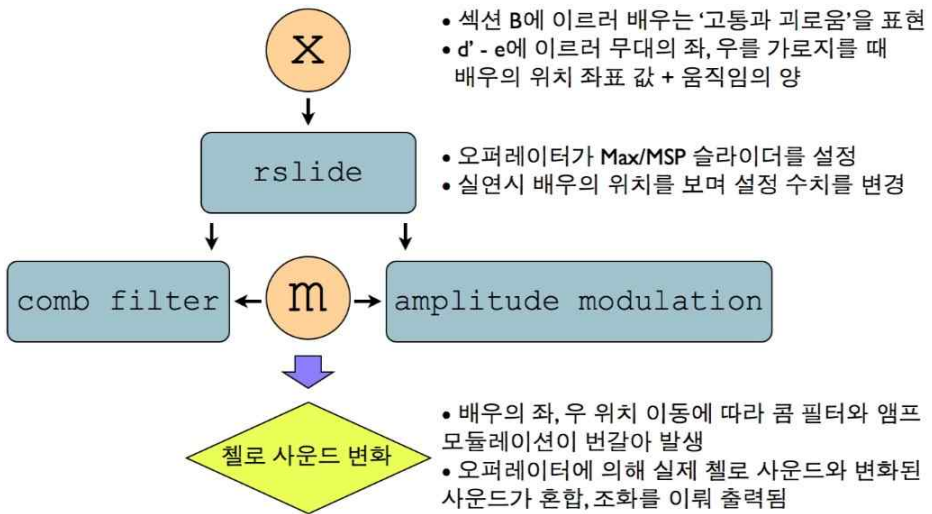 x
• 섹션 B에 이르러 배우는 ‘고통과 괴로움’을 표현
• d’ - e에 이르러 무대의 좌, 우를 가로지를 때
배우의 위치 좌표 값 + 움직임의 양
rslide
• 오퍼레이터가 Max/MSP 슬라이더를 설정
• 실연시 배우의 위치를 보며 설정 수치를 변경
comb filter
m
amplitude modulation
첼로 사운드 변화
• 배우의 좌, 우 위치 이동에 따라 콤 필터와 앰프
모듈레이션이 번갈아 발생
• 오퍼레이터에 의해 실제 첼로 사운드와 변화된
사운드가 혼합, 조화를 이뤄 출력됨